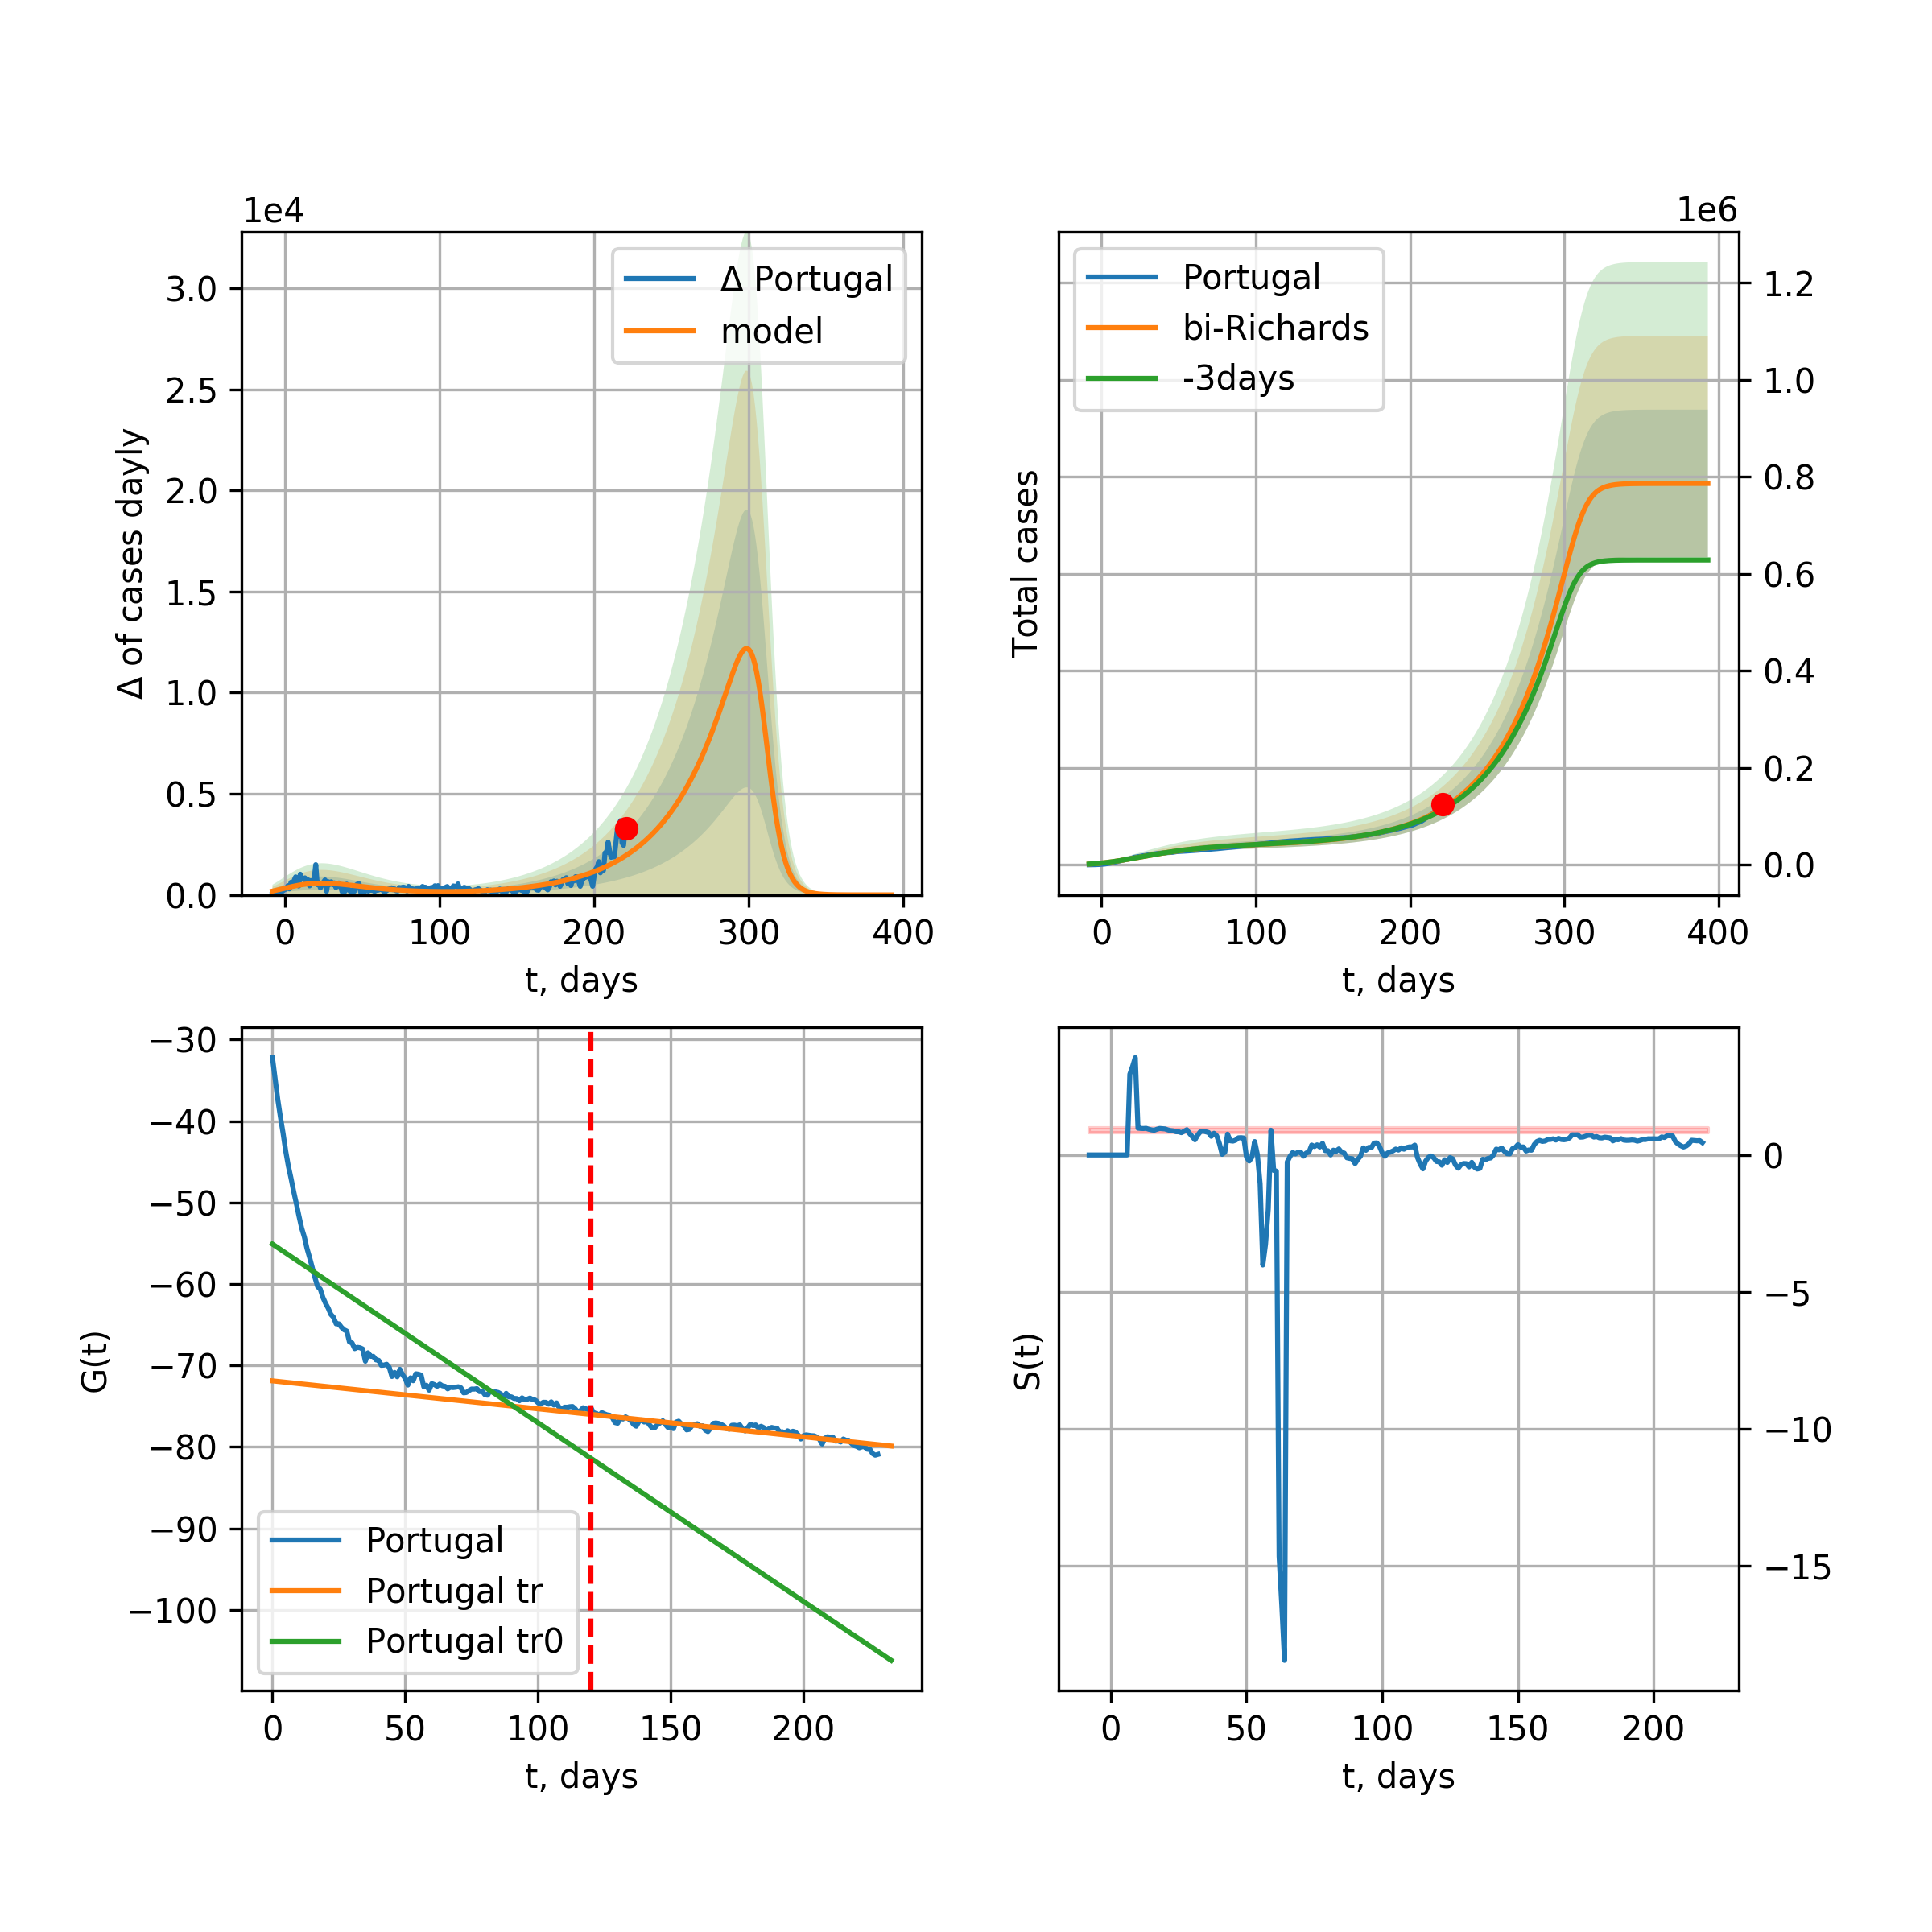 1e4
Δ of cases dayly
3.0
2.5
2.0
1.5
1.0
0.5
0.0
Δ Portugal
model
0 100 200 300 400
t, days
1e6
Total cases
Portugal
bi-Richards
-3days
1.2
1.0
0.8
0.6
0.4
0.2
0.0
0 100 200 300 400
t, days
G(t)
−30
−40
−50
−60
−70
−80
−90
−100
Portugal
Portugal tr
Portugal tr0
0 50 100 150 200
t, days
S(t)
0
−5
−10
−15
0 50 100 150 200
t, days